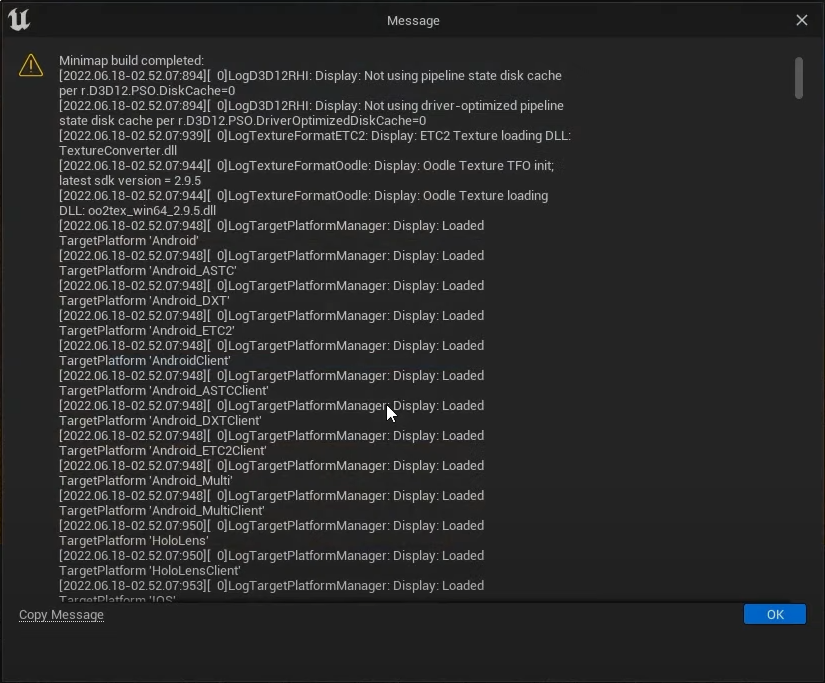 Message
Minimap build completed:
[2022.06.18-02.52.07:894][  0]LogD3D12RHI: Display: Not using pipeline state disk cache
per r.D3D12.PSO.DiskCache=0
[2022.06.18-02.52.07:894][  0]LogD3D12RHI: Display: Not using driver-optimized pipeline
state disk cache per r.D3D12.PSO.DriverOptimizedDiskCache=0
[2022.06.18-02.52.07:939][  0]LogTextureFormatETC2: Display: ETC2 Texture loading DLL:
TextureConverter.dll
[2022.06.18-02.52.07:944][  0]LogTextureFormatOodle: Display: Oodle Texture TFO init;
latest sdk version = 2.9.5
[2022.06.18-02.52.07:944][  0]LogTextureFormatOodle: Display: Oodle Texture loading
DLL: oo2tex_win64_2.9.5.dll
[2022.06.18-02.52.07:948][  0]LogTargetPlatformManager: Display: Loaded
TargetPlatform 'Android'
[2022.06.18-02.52.07:948][  0]LogTargetPlatformManager: Display: Loaded
TargetPlatform 'Android_ASTC'
[2022.06.18-02.52.07:948][  0]LogTargetPlatformManager: Display: Loaded
TargetPlatform 'Android_DXT'
[2022.06.18-02.52.07:948][  0]LogTargetPlatformManager: Display: Loaded
TargetPlatform 'Android_ETC2'
[2022.06.18-02.52.07:948][  0]LogTargetPlatformManager: Display: Loaded
TargetPlatform 'AndroidClient'
[2022.06.18-02.52.07:948][  0]LogTargetPlatformManager: Display: Loaded
TargetPlatform 'Android_ASTCClient'
[2022.06.18-02.52.07:948][  0]LogTargetPlatformManager: Display: Loaded
TargetPlatform 'Android_DXTClient'
[2022.06.18-02.52.07:948][  0]LogTargetPlatformManager: Display: Loaded
TargetPlatform 'Android_ETC2Client'
[2022.06.18-02.52.07:948][  0]LogTargetPlatformManager: Display: Loaded
TargetPlatform 'Android_Multi'
[2022.06.18-02.52.07:948][  0]LogTargetPlatformManager: Display: Loaded
TargetPlatform 'Android_MultiClient'
[2022.06.18-02.52.07:950][  0]LogTargetPlatformManager: Display: Loaded
TargetPlatform 'HoloLens'
[2022.06.18-02.52.07:950][  0]LogTargetPlatformManager: Display: Loaded
TargetPlatform 'HoloLensClient'
[2022.06.18-02.52.07:953][  0]LogTargetPlatformManager: Display: Loaded
TargetPlatform 'IOS'
Copy Message
OK